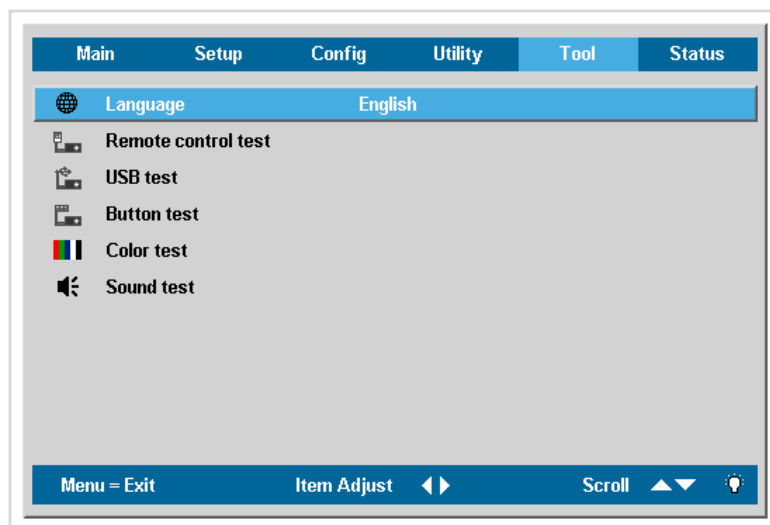 Main Setup Config Utility Tool Status
Language English
Remote control test
USB test
Button test
Color test
Sound test
Menu = Exit Item Adjust Scroll